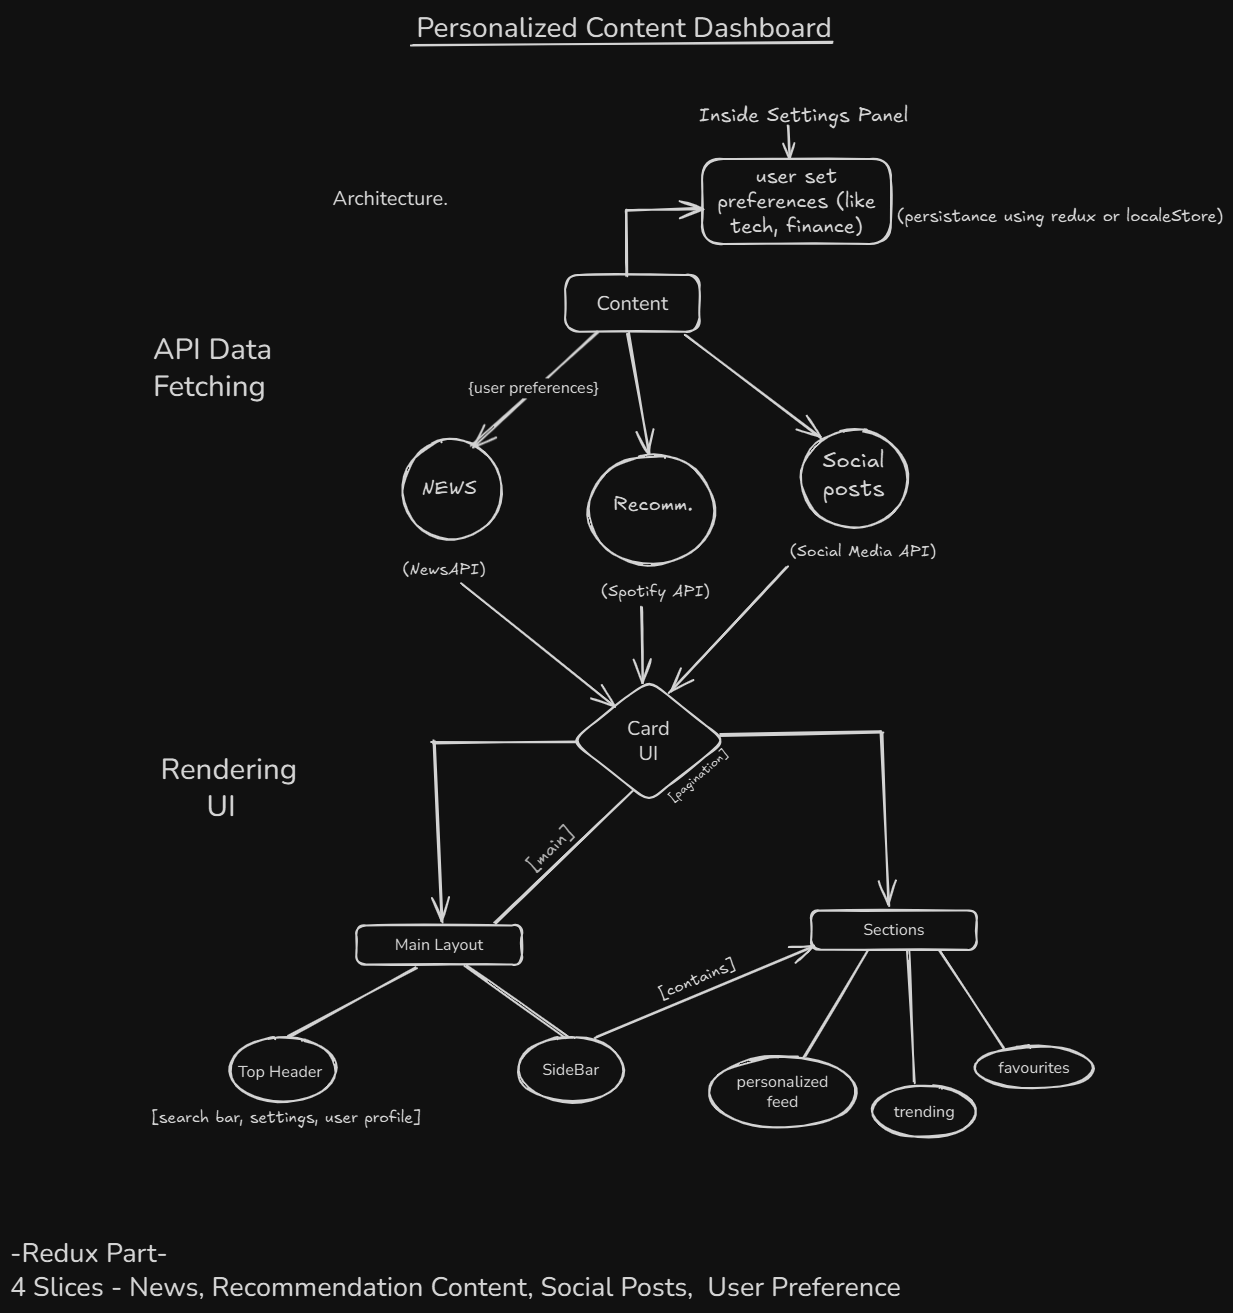 Personalized Content Dashboard
Inside Settings Panel
user set
preferences (like
tech, finance)
(persistance using redux or localeStore)
Architecture.
Content
API Data
Fetching
{user preferences}
NEWS
Recomm.
Social
posts
(NewsAPI)
(Spotify API)
(Social Media API)
Card
UI
[pagination]
Rendering
UI
[main]
Main Layout
Sections
[contains]
Top Header
SideBar
personalized
feed
trending
favourites
[search bar, settings, user profile]
-Redux Part-
4 Slices - News, Recommendation Content, Social Posts,  User Preference